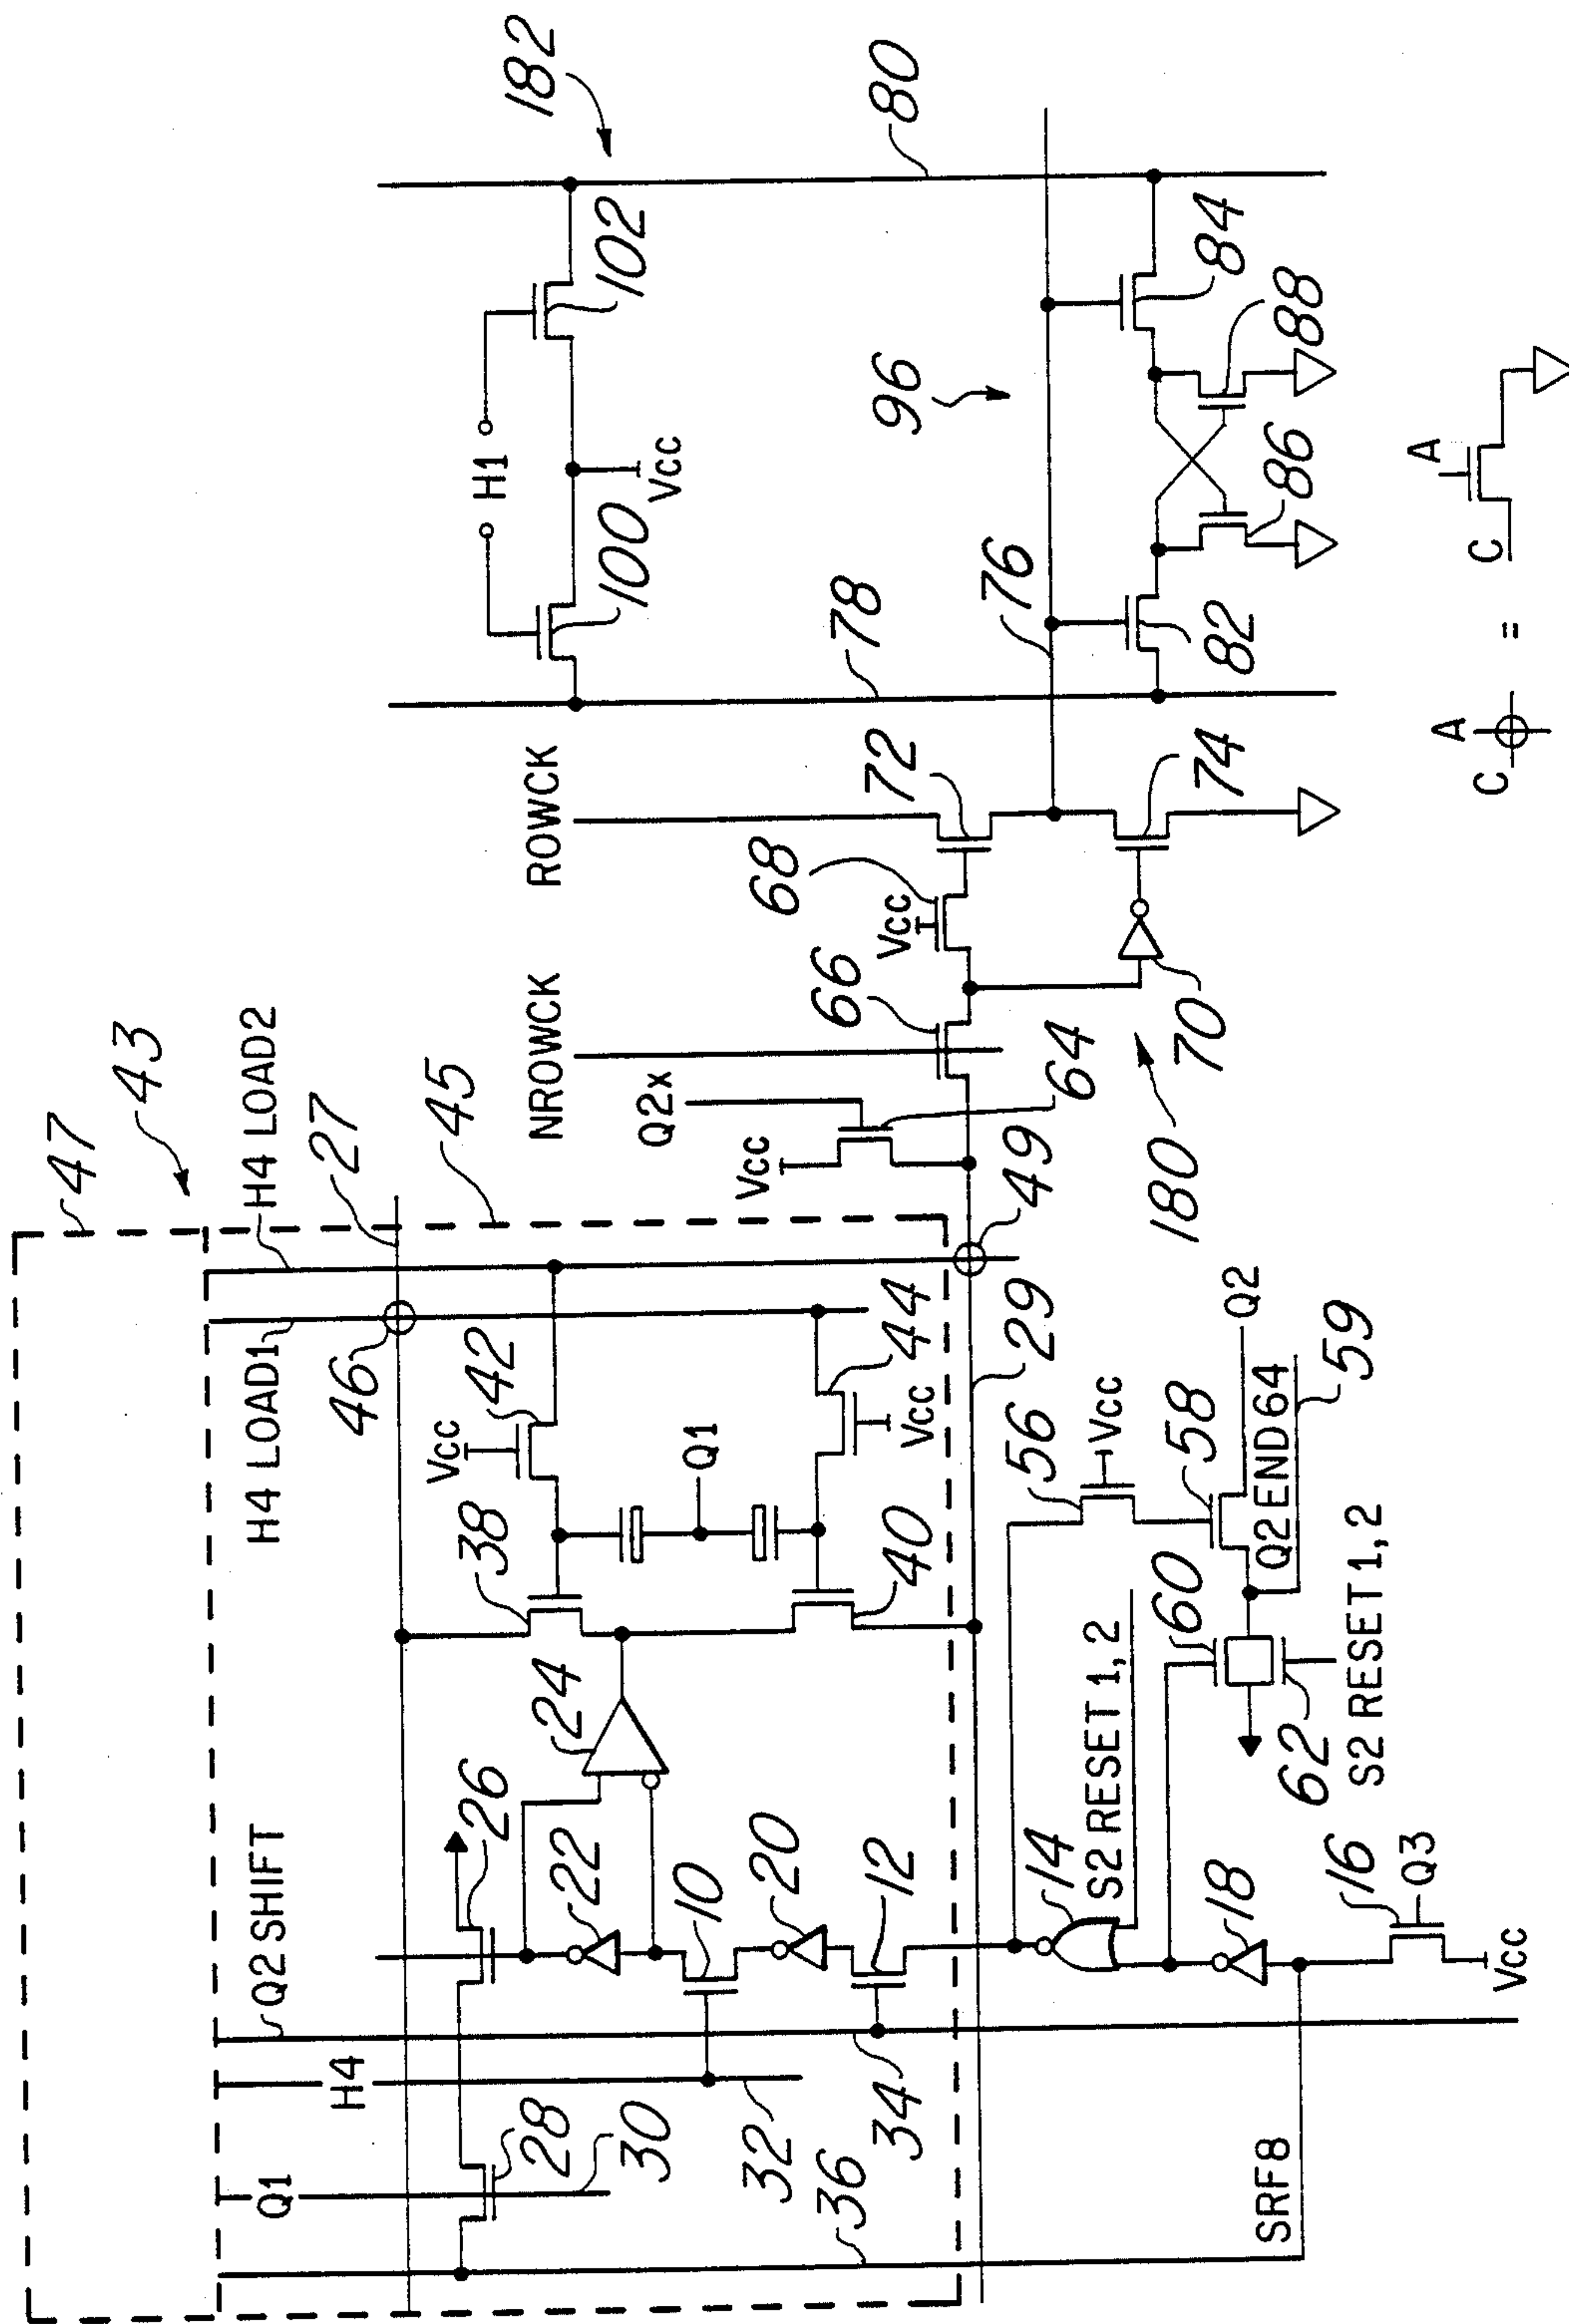 47
43
H4 LOAD2
27
45
H4 LOAD1
46
Q2 SHIFT
H4
Q1
26
28
30
32
34
36
22
24
10
20
12
38
42
Vcc
Q1
44
Vcc
40
29
49
NROWCK
Q2x
Vcc
64
66
Vcc
68
ROWCK
72
70
74
180
76
78
H1
100
102
Vcc
182
80
96
82
84
86
88
SRF8
14
S2 RESET 1, 2
18
16
Q3
Vcc
56
Vcc
58
Q2
Q2 END 64
59
60
62
S2 RESET 1, 2
A
C
=
A
C